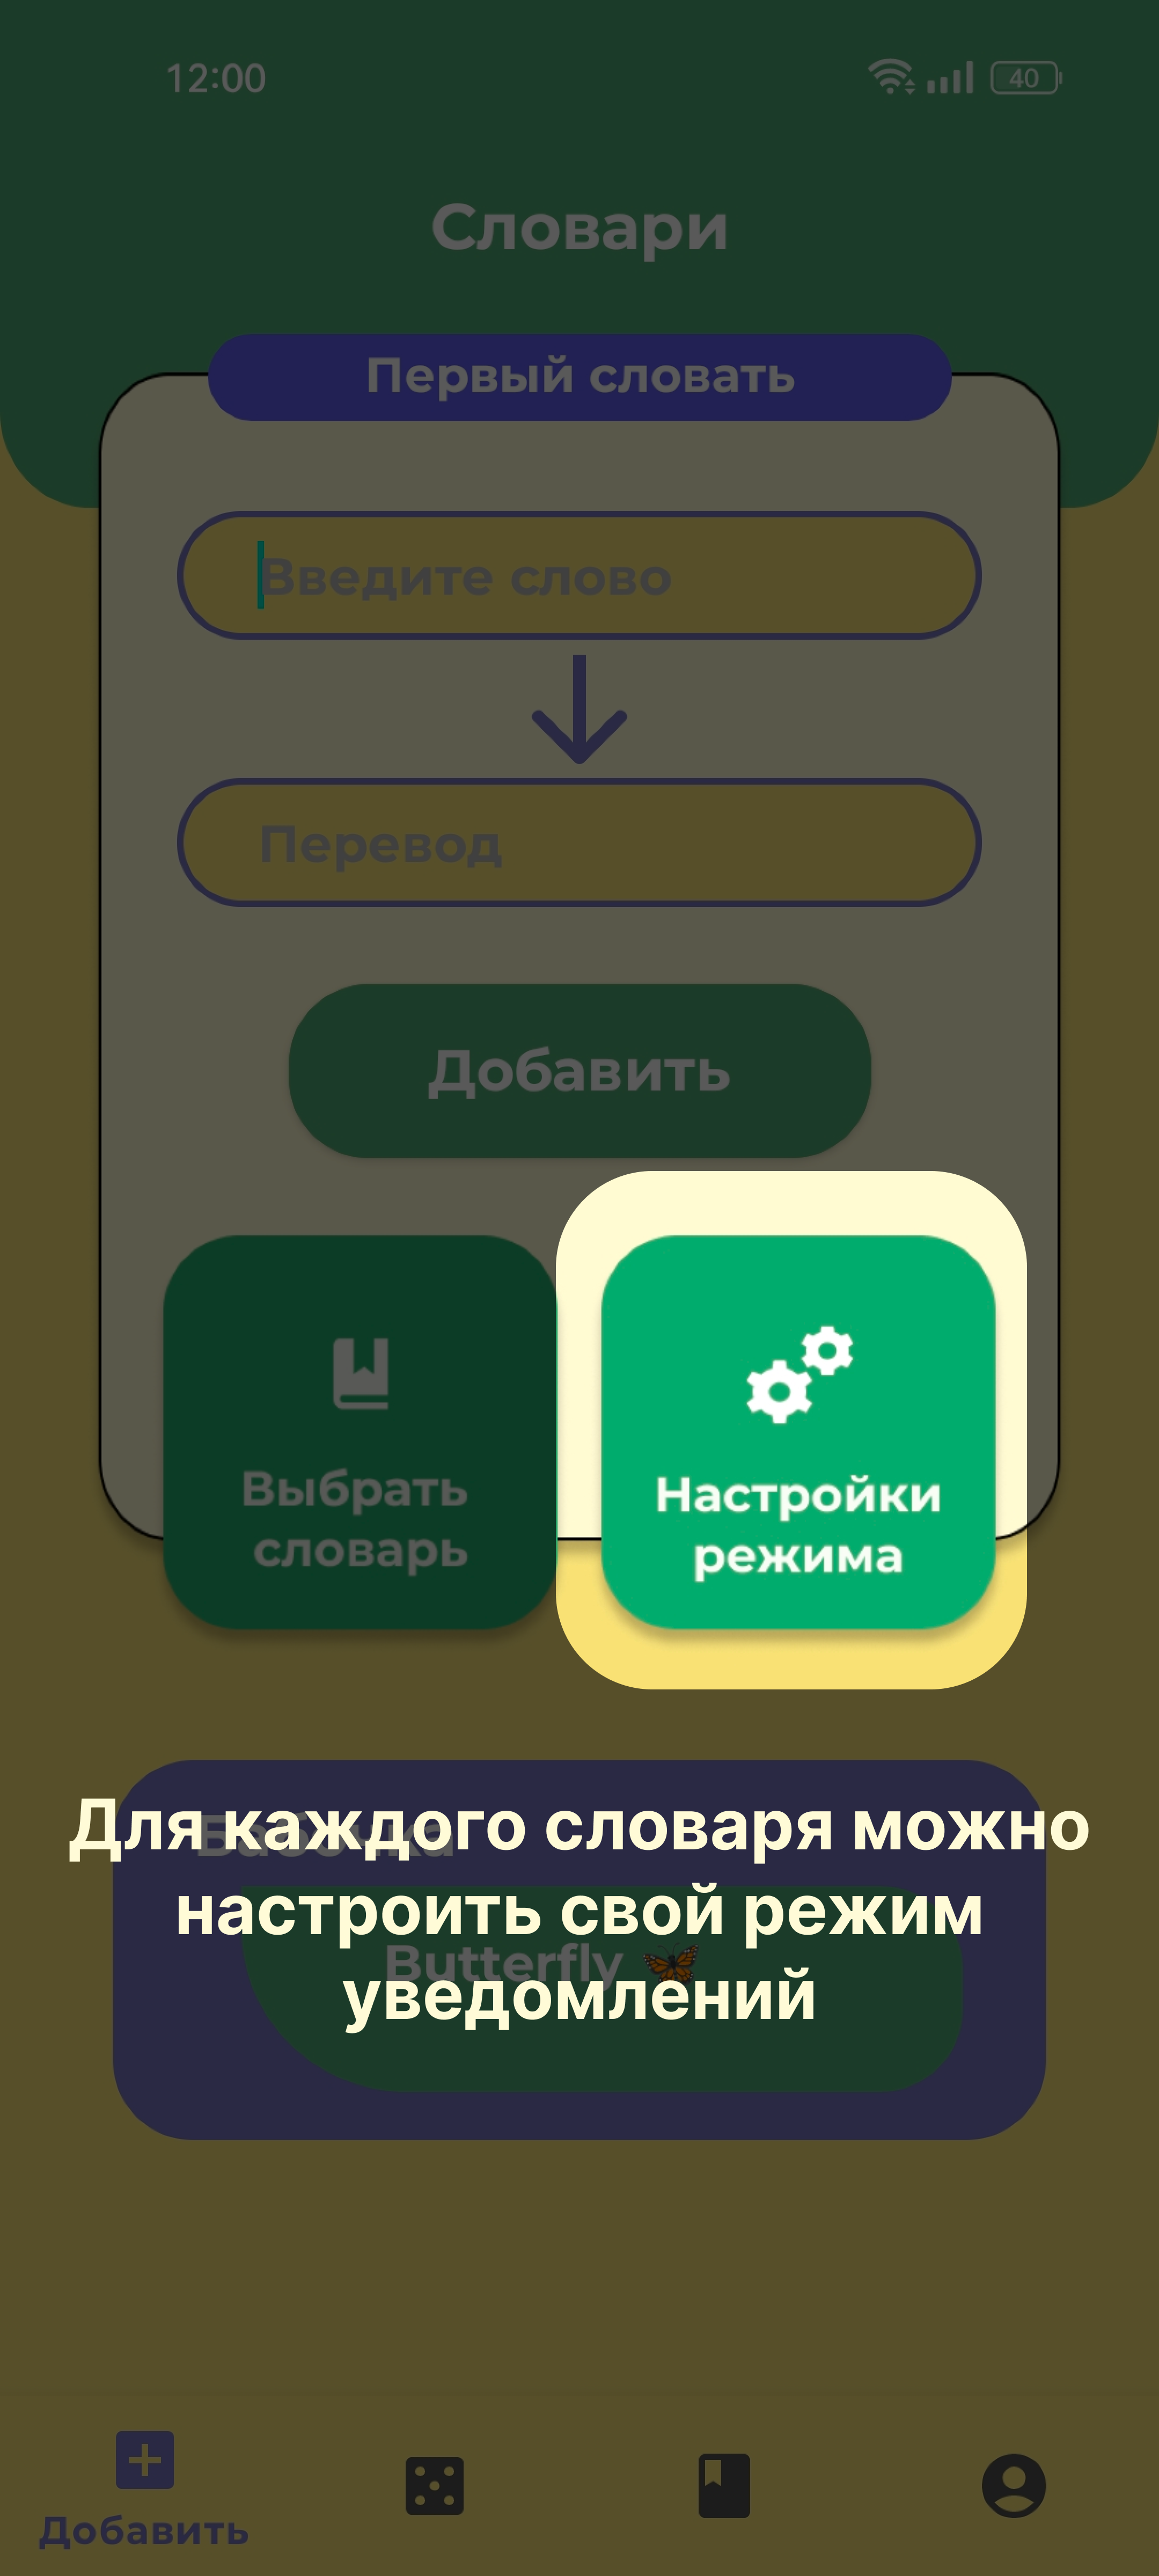 12:00
40
Словари
Первый словать
Введите слово
Перевод
Добавить
Выбрать
словарь
Настройки
режима
Для каждого словаря можно
Бабочка
настроить свой режим
Butterfly 🦋
уведомлений
Добавить